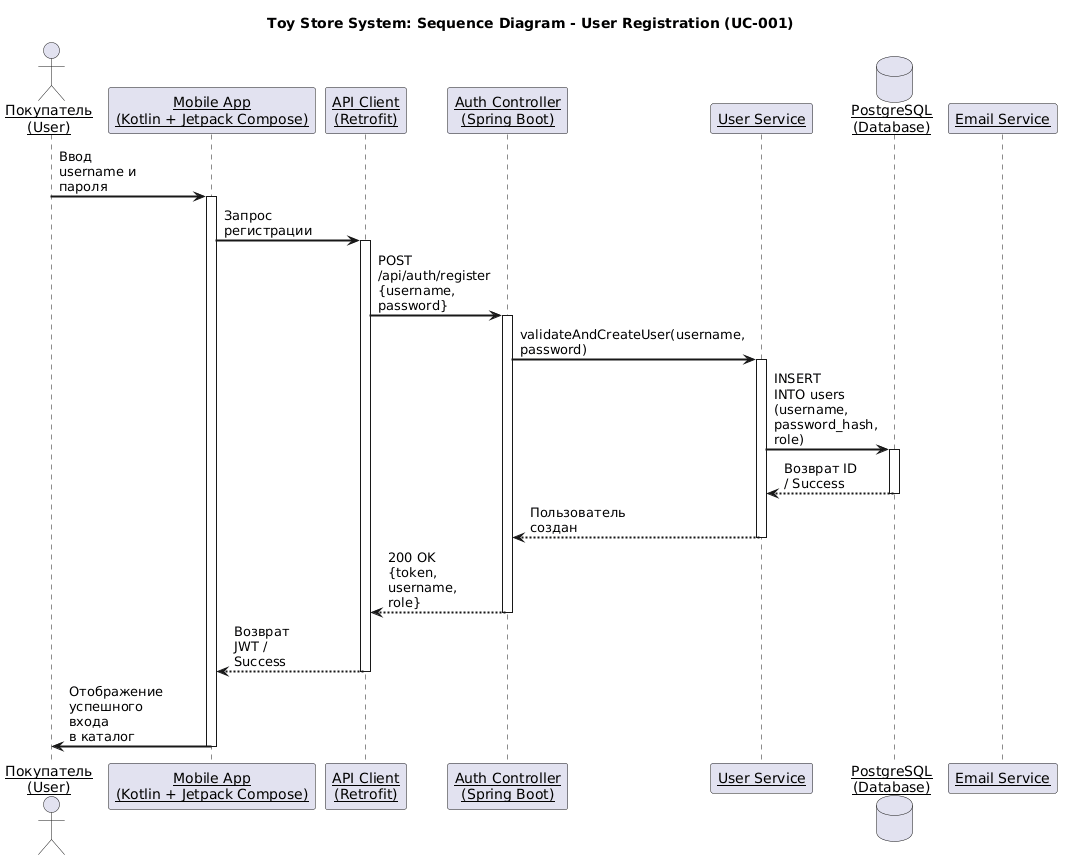 Toy Store System: Sequence Diagram - User Registration (UC-001)
Покупатель
(User)
Mobile App
(Kotlin + Jetpack Compose)
API Client
(Retrofit)
Auth Controller
(Spring Boot)
User Service
PostgreSQL
(Database)
Email Service
Ввод
username и
пароля
Запрос
регистрации
POST
/api/auth/register
{username,
password}
validateAndCreateUser(username,
password)
INSERT
INTO users
(username,
password_hash,
role)
Возврат ID
/ Success
Пользователь
создан
200 OK
{token,
username,
role}
Возврат
JWT /
Success
Отображение
успешного
входа
в каталог
Покупатель
(User)
Mobile App
(Kotlin + Jetpack Compose)
API Client
(Retrofit)
Auth Controller
(Spring Boot)
User Service
PostgreSQL
(Database)
Email Service